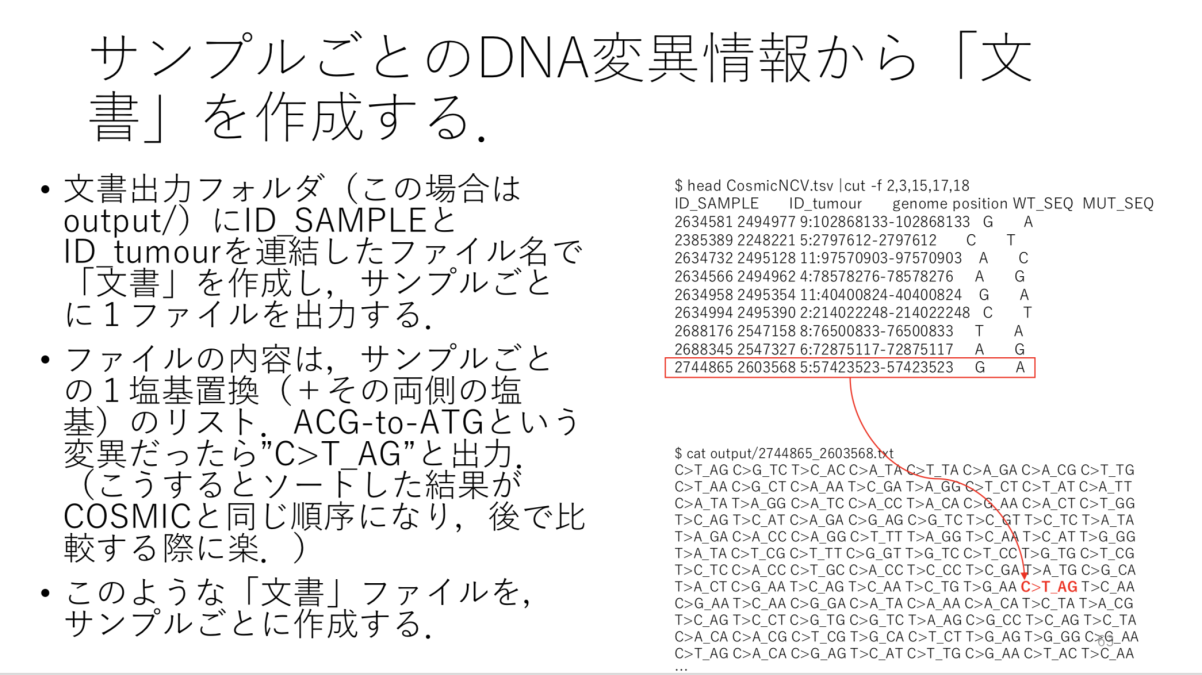 サンプルごとのDNA変異情報から「文
書」を作成する．
• 文書出力フォルダ（この場合は
output/）にID_SAMPLEと
ID_tumourを連結したファイル名で
「文書」を作成し，サンプルごと
に１ファイルを出力する．
• ファイルの内容は，サンプルごと
の１塩基置換（＋その両側の塩
基）のリスト．ACG-to-ATGという
変異だったら”C>T_AG”と出力．
（こうするとソートした結果が
COSMICと同じ順序になり，後で比
較する際に楽．）
• このような「文書」ファイルを，
サンプルごとに作成する．
$ head CosmicNCV.tsv |cut -f 2,3,15,17,18
ID_SAMPLE ID_tumour genome position WT_SEQ MUT_SEQ
2634581 2494977 9:102868133-102868133 G A
2385389 2248221 5:2797612-2797612 C T
2634732 2495128 11:97570903-97570903 A C
2634566 2494962 4:78578276-78578276 A G
2634958 2495354 11:40400824-40400824 G A
2634994 2495390 2:214022248-214022248 C T
2688176 2547158 8:76500833-76500833 T A
2688345 2547327 6:72875117-72875117 A G
2744865 2603568 5:57423523-57423523 G A
$ cat output/2744865_2603568.txt
C>T_AG C>G_TC T>C_AC C>A_TA C>T_TA C>A_GA C>A_CG C>T_TG
C>T_AA C>G_CT C>A_AA T>C_GA T>A_GG C>T_CT C>T_AT C>A_TT
C>A_TA T>A_GG C>A_TC A>C_CC T>A_CA C>G_AA C>A_CT C>T_GG
T>C_AG T>C_AT C>A_GA C>G_AG C>G_TC T>C_GT T>C_TC T>A_TA
T>A_GA C>A_CC C>A_GG C>T_TT T>A_GG T>C_AA T>C_AT T>G_GG
T>A_TA C>T_CG C>T_TT C>G_GT T>G_TC C>T_CC T>G_TG C>T_CG
T>C_TC C>A_CC T>C_GC C>A_CC T>C_CC T>C_GA T>A_TG C>G_CA
T>A_CT C>G_AA T>C_AG T>C_AA T>C_TG T>G_AA C>T_AG T>C_AA
C>G_AA T>C_AA C>G_GA C>A_TA C>A_AA C>A_CA T>C_TA T>A_CG
T>C_AG T>C_CT C>G_TG C>G_TC T>A_AG C>G_CC T>C_AG T>C_TA
C>A_CA C>A_CG T>C_TG T>G_CA T>C_TT T>G_AG T>G_GG C>G_AA
C>T_AG C>A_CA C>G_AG T>C_AT C>T_TG C>G_AA C>T_AC T>C_AA
…